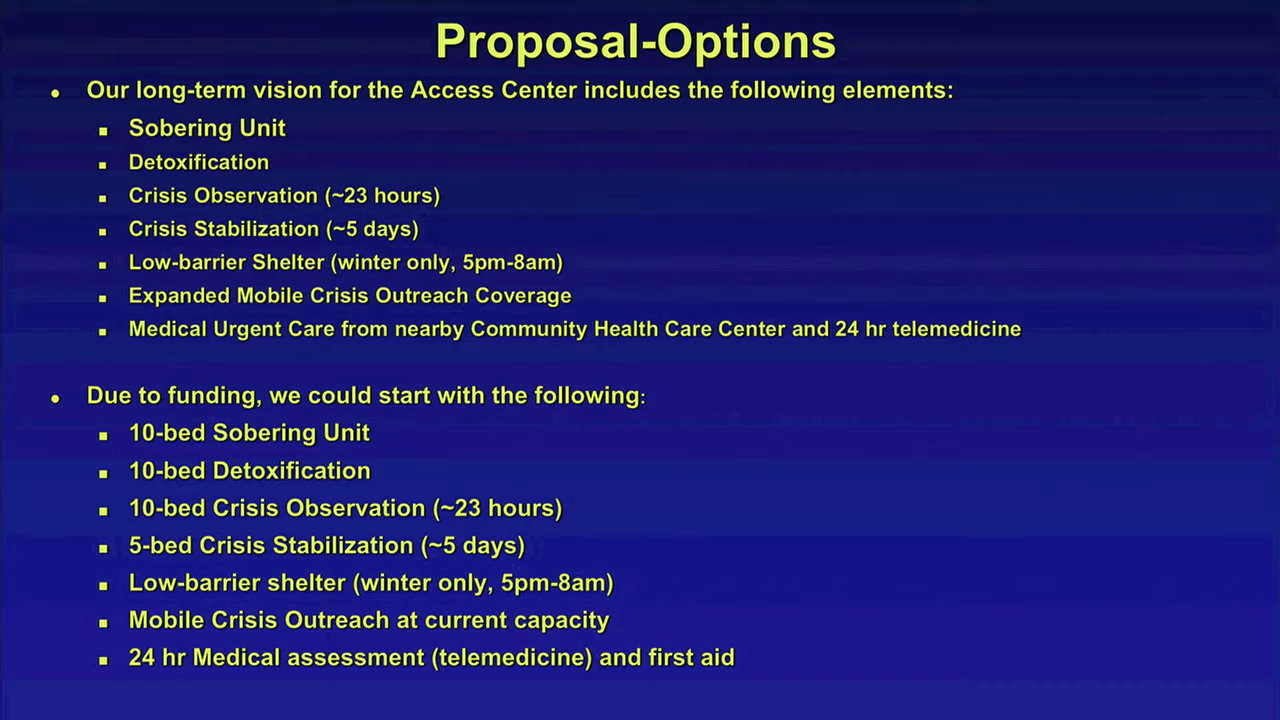 Proposal-Options
• Our long-term vision for the Access Center includes the following elements:
▪ Sobering Unit
▪ Detoxification
▪ Crisis Observation (~23 hours)
▪ Crisis Stabilization (~5 days)
▪ Low-barrier Shelter (winter only, 5pm-8am)
▪ Expanded Mobile Crisis Outreach Coverage
▪ Medical Urgent Care from nearby Community Health Care Center and 24 hr telemedicine
• Due to funding, we could start with the following:
▪ 10-bed Sobering Unit
▪ 10-bed Detoxification
▪ 10-bed Crisis Observation (~23 hours)
▪ 5-bed Crisis Stabilization (~5 days)
▪ Low-barrier shelter (winter only, 5pm-8am)
▪ Mobile Crisis Outreach at current capacity
▪ 24 hr Medical assessment (telemedicine) and first aid